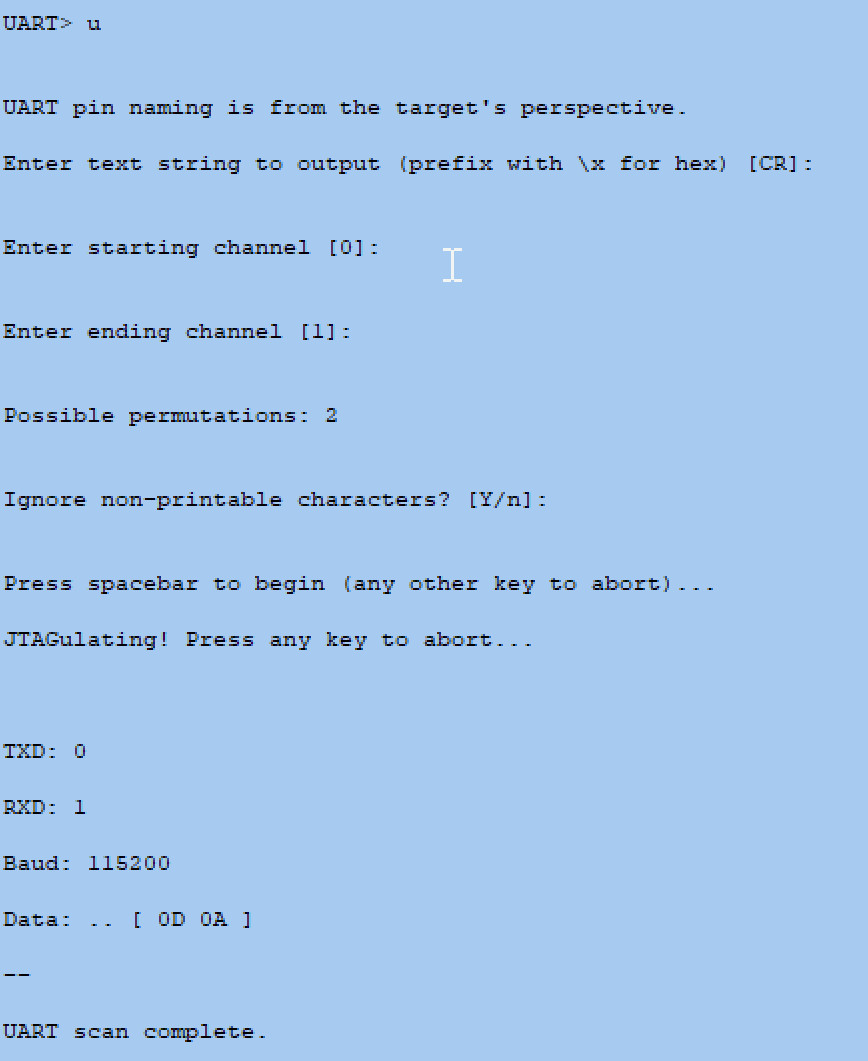 UART> u
UART pin naming is from the target's perspective.
Enter text string to output (prefix with \x for hex) [CR]:
Enter starting channel [0]:
Enter ending channel [1]:
Possible permutations: 2
Ignore non-printable characters? [Y/n]:
Press spacebar to begin (any other key to abort)...
JTAGulating! Press any key to abort...
TXD: 0
RXD: 1
Baud: 115200
Data: .. [ 0D 0A ]
--
UART scan complete.